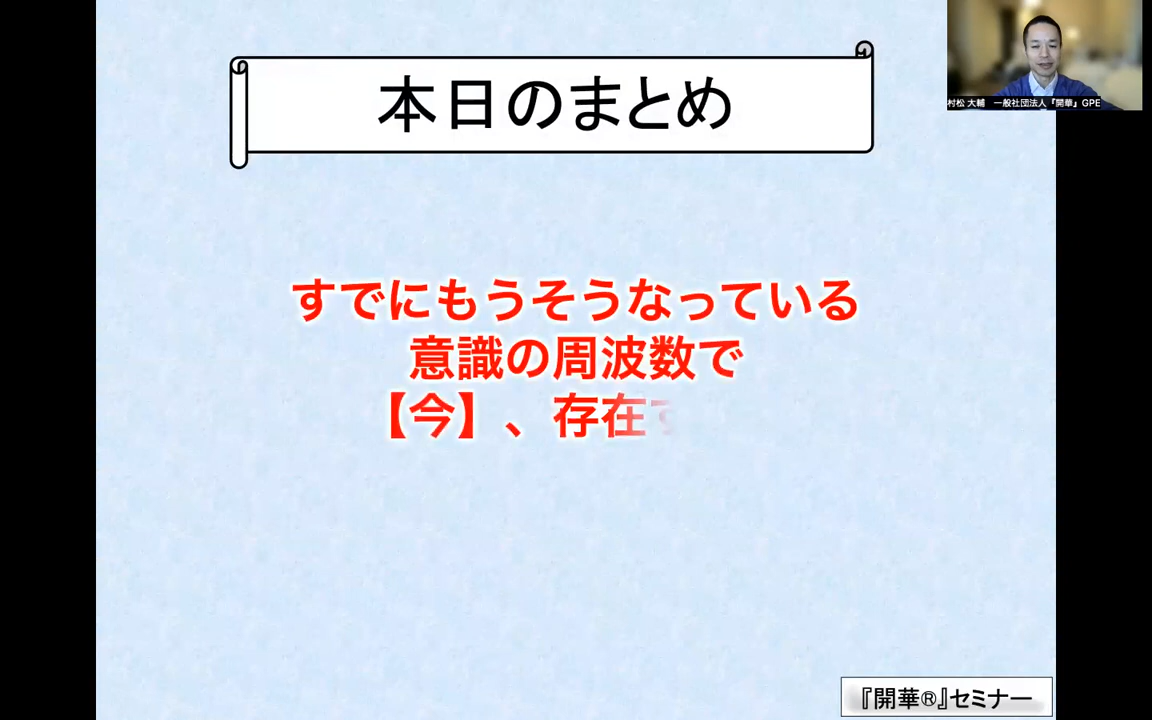 本日のまとめ
村松 大輔 一般社団法人『開華』GPE
すでにもうそうなっている
意識の周波数で
【今】、存在す
『開華®』セミナー